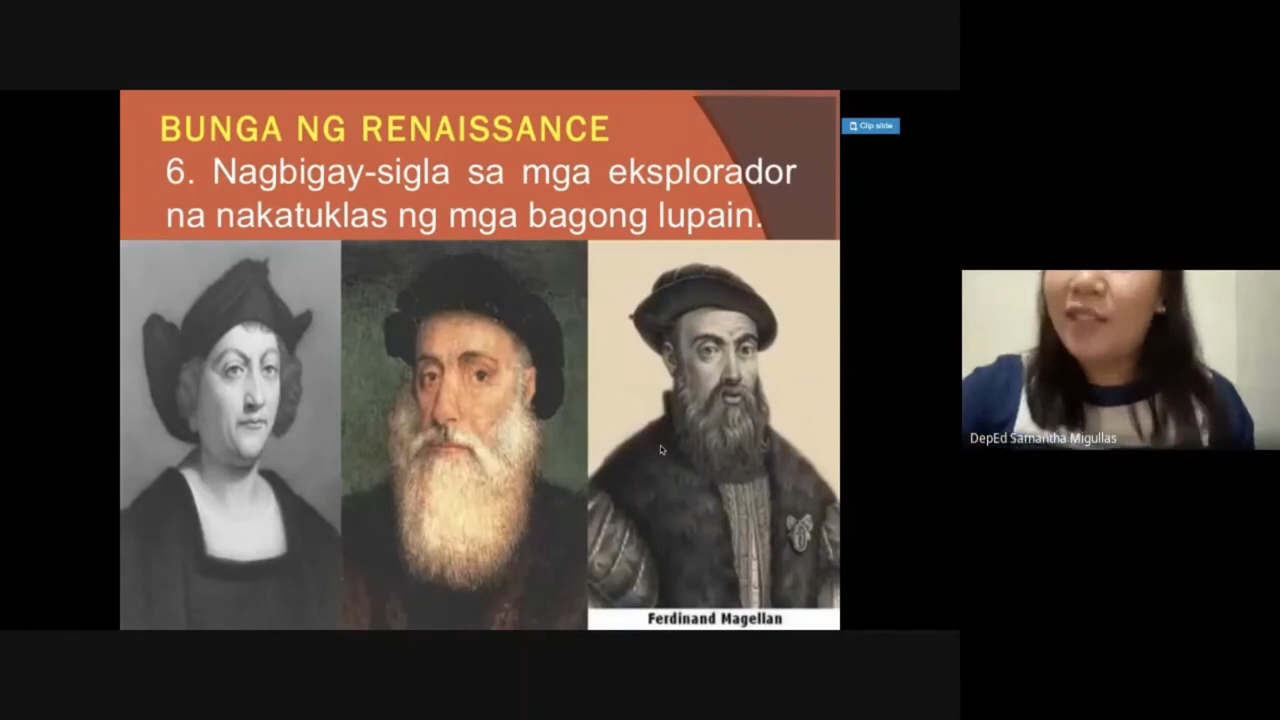 BUNGA NG RENAISSANCE
6. Nagbigay-sigla sa mga eksplorador
na nakatuklas ng mga bagong lupain.
Clip slide
Ferdinand Magellan
DepEd Samantha Migullas